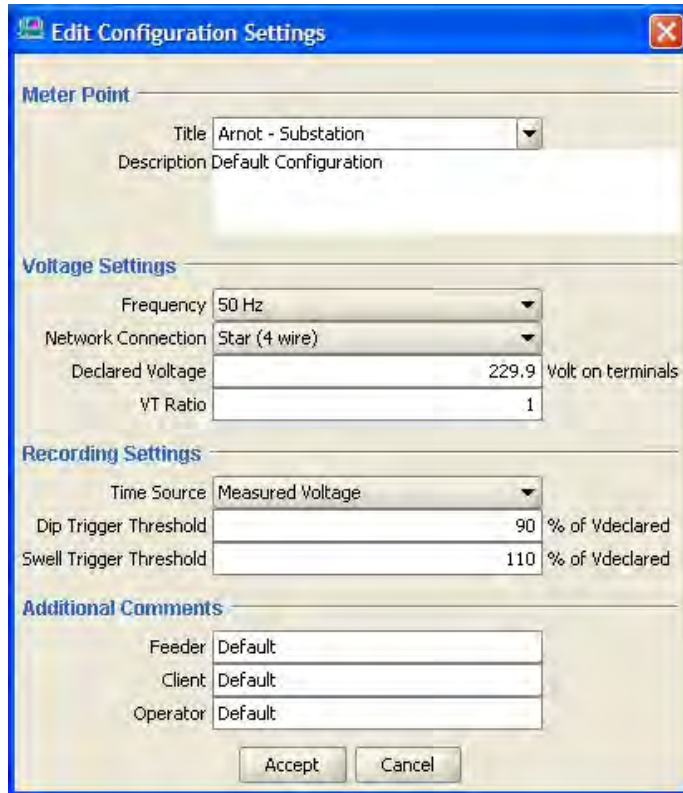 Edit Configuration Settings
Meter Point
Title Arnot - Substation
Description Default Configuration
Voltage Settings
Frequency 50 Hz
Network Connection Star (4 wire)
Declared Voltage 229.9 Volt on terminals
VT Ratio 1
Recording Settings
Time Source Measured Voltage
Dip Trigger Threshold 90 % of Vdeclared
Swell Trigger Threshold 110 % of Vdeclared
Additional Comments
Feeder Default
Client Default
Operator Default
Accept Cancel